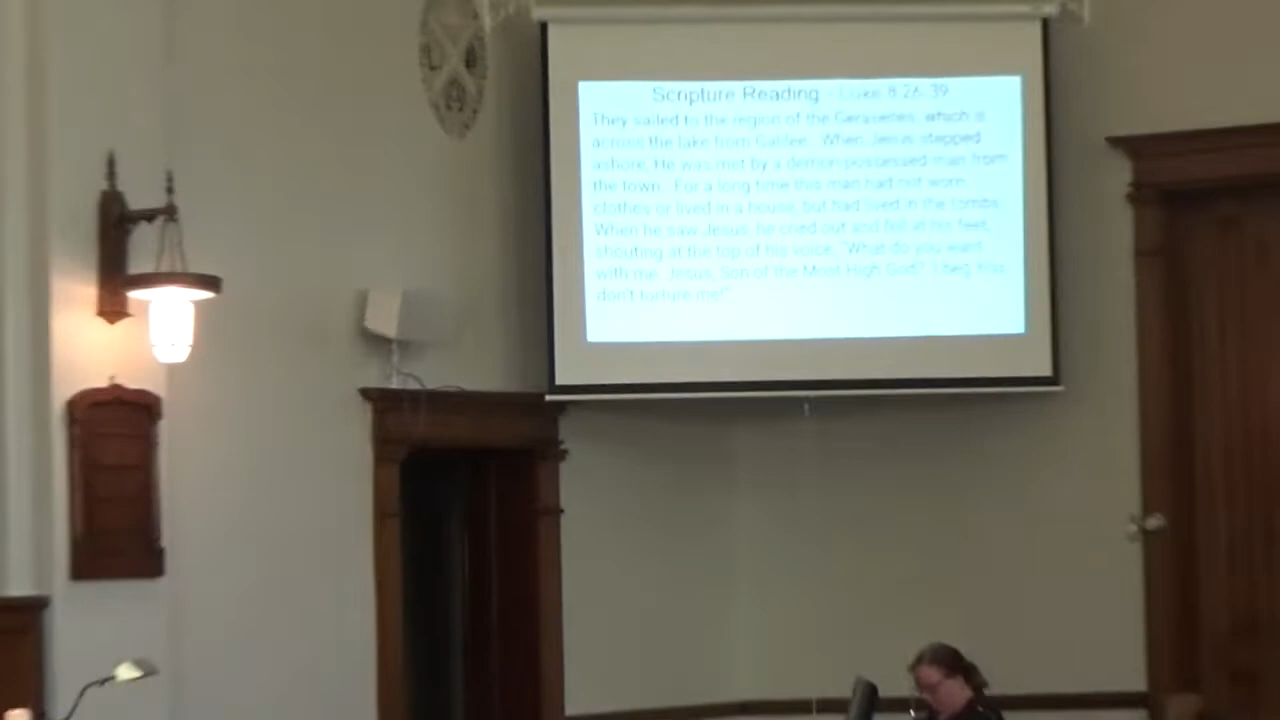 Scripture Reading - Luke 8:26-39
They sailed to the region of the Gerasenes, which is
across the lake from Galilee. When Jesus stepped
ashore, He was met by a demon-possessed man from
the town. For a long time this man had not worn
clothes or lived in a house, but had lived in the tombs.
When he saw Jesus, he cried out and fell at his feet,
shouting at the top of his voice, "What do you want
with me, Jesus, Son of the Most High God? I beg You,
don't torture me!"